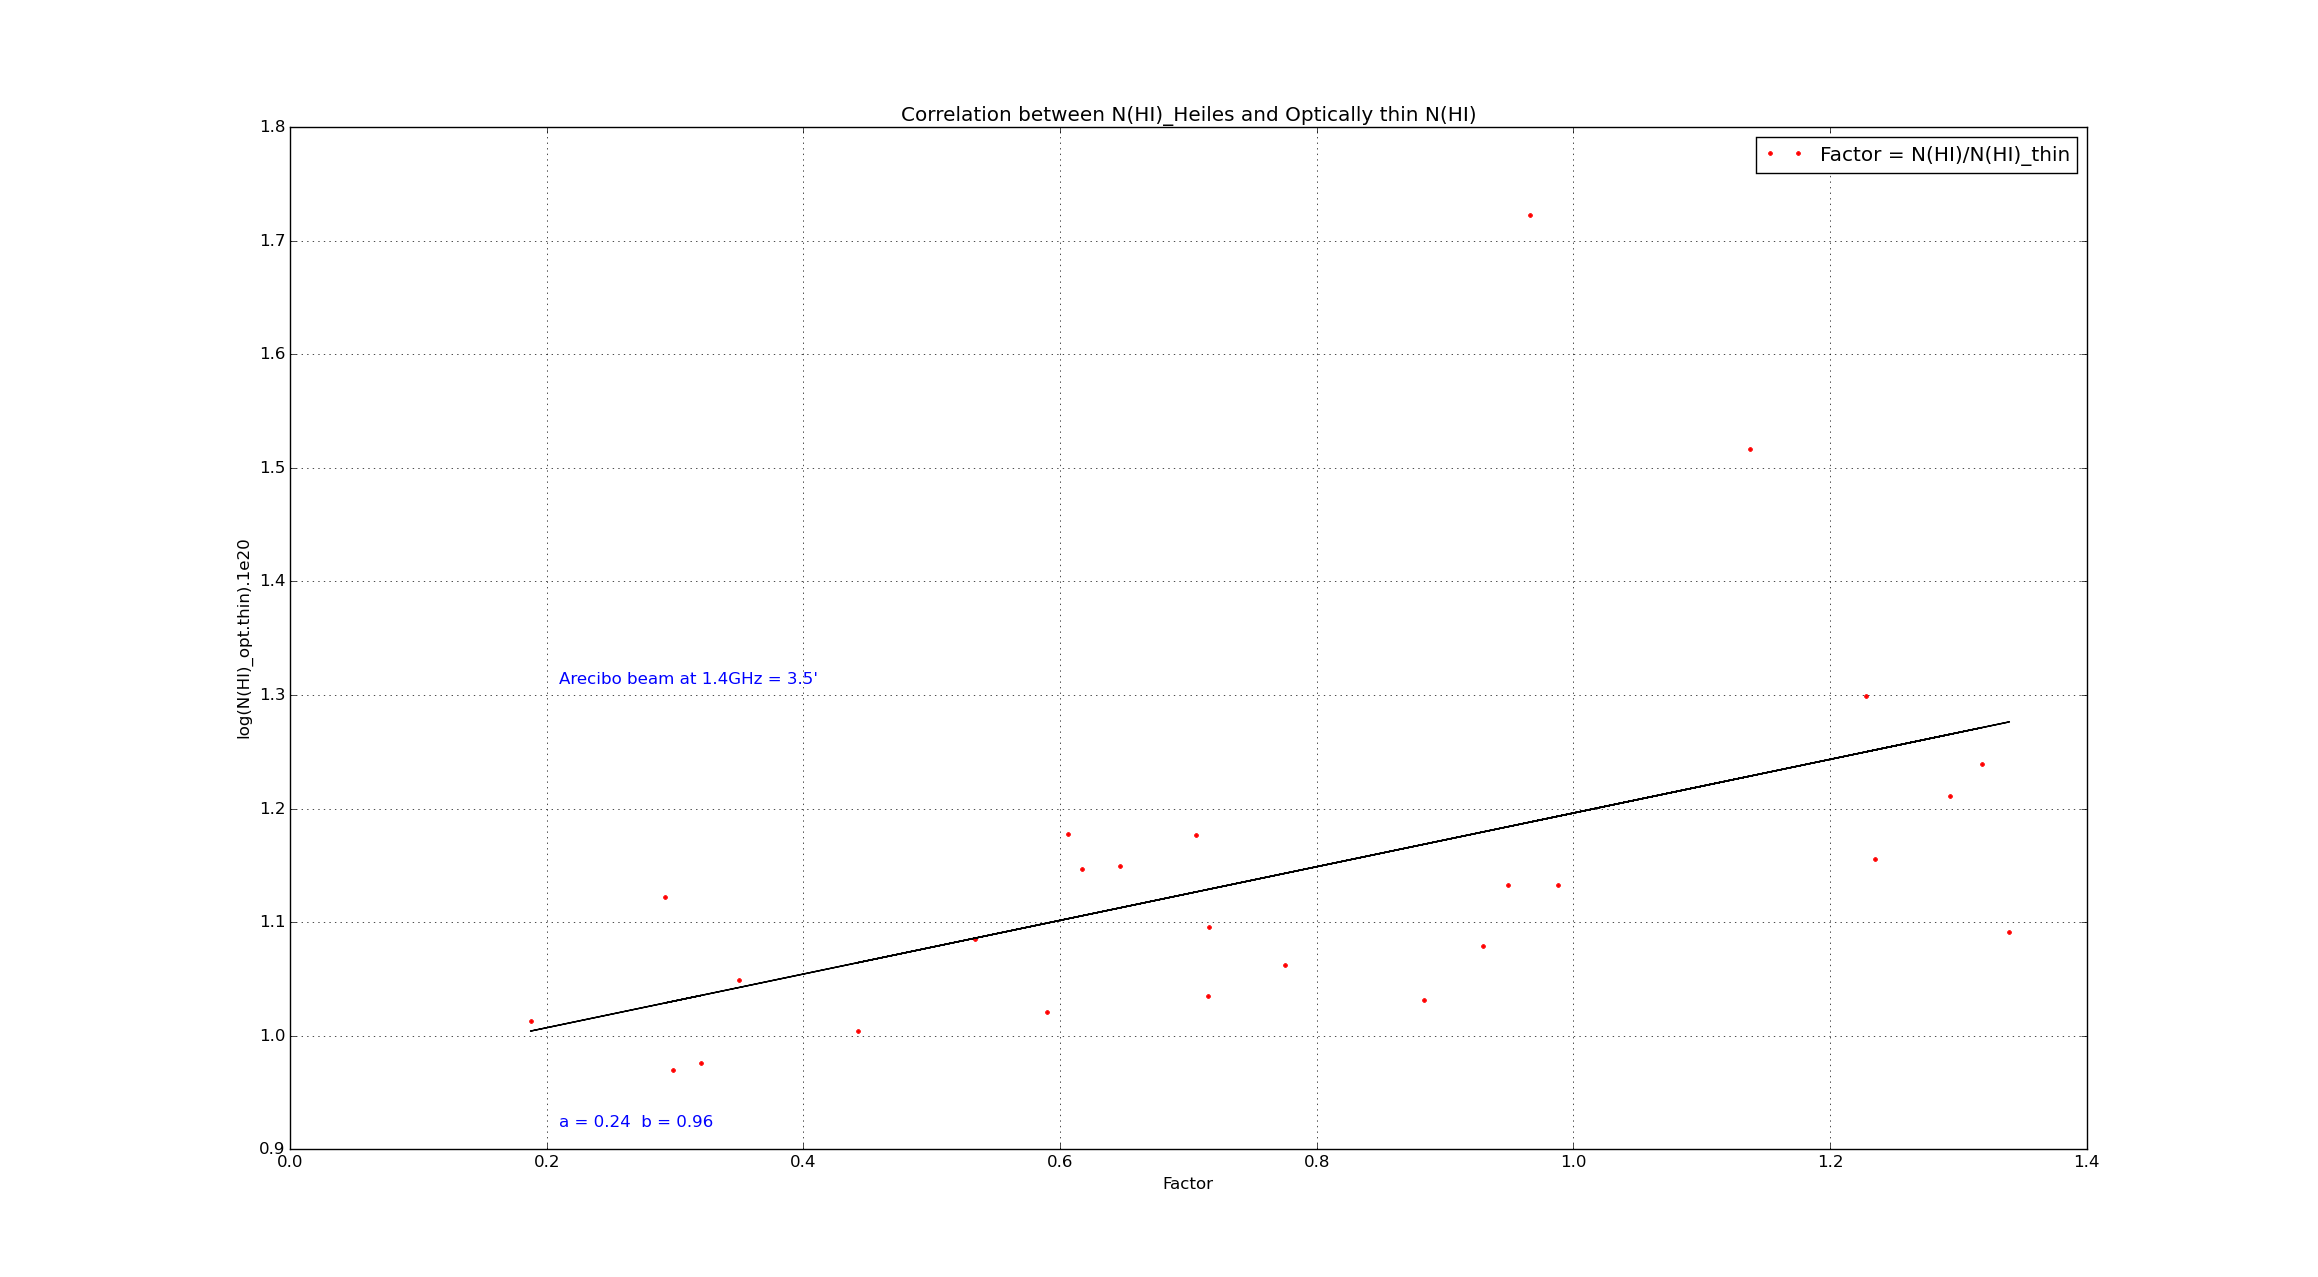 Correlation between N(HI)_Heiles and Optically thin N(HI)
Factor = N(HI)/N(HI)_thin
1.8
1.7
1.6
1.5
1.4
1.3
1.2
1.1
1.0
0.9
log(N(HI)_opt.thin).1e20
Arecibo beam at 1.4GHz = 3.5'
a = 0.24 b = 0.96
0.0 0.2 0.4 0.6 0.8 1.0 1.2 1.4
Factor